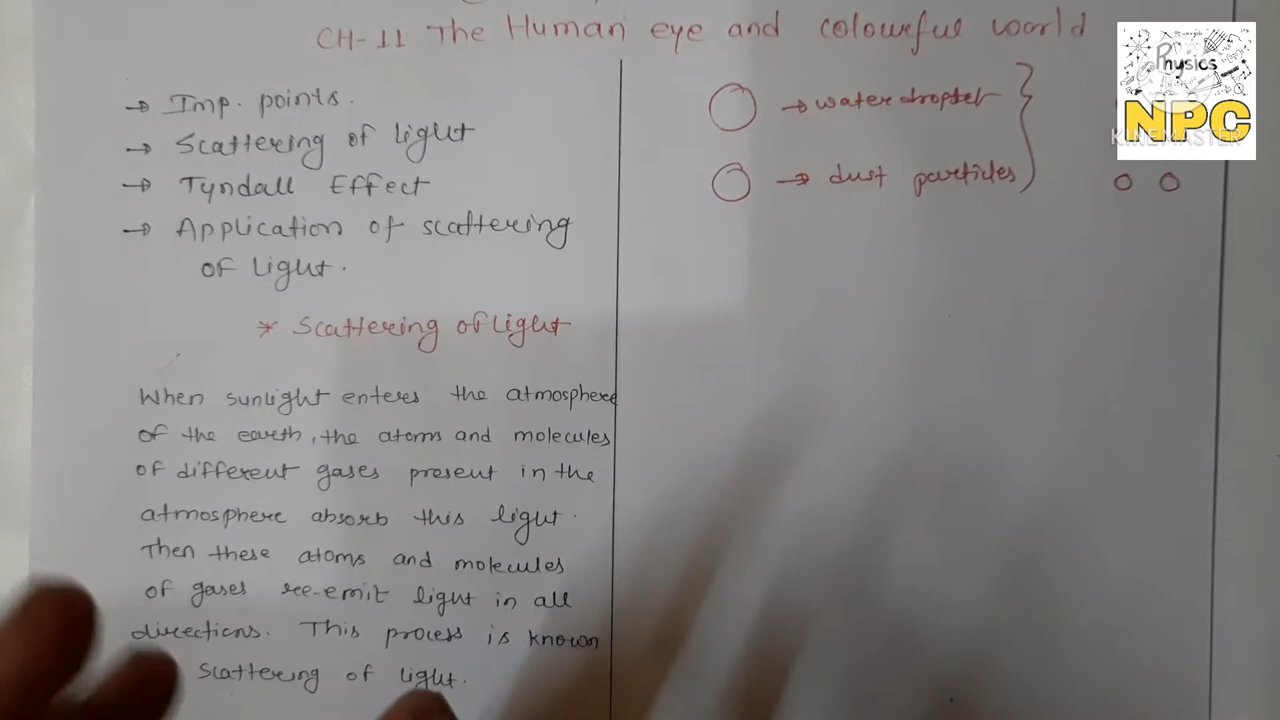 CH-11 The Human eye and colourful world
→ Imp. points.
→ Scattering of light
→ Tyndall Effect
→ Application of scattering
of light.
* Scattering of light
When sunlight enters the atmosphere
of the earth, the atoms and molecules
of different gases present in the
atmosphere absorb this light.
Then these atoms and molecules
of gases re-emit light in all
directions. This process is known
scattering of light.
→ water droplet
→ dust particles
Physics
NPC
KINEMASTER